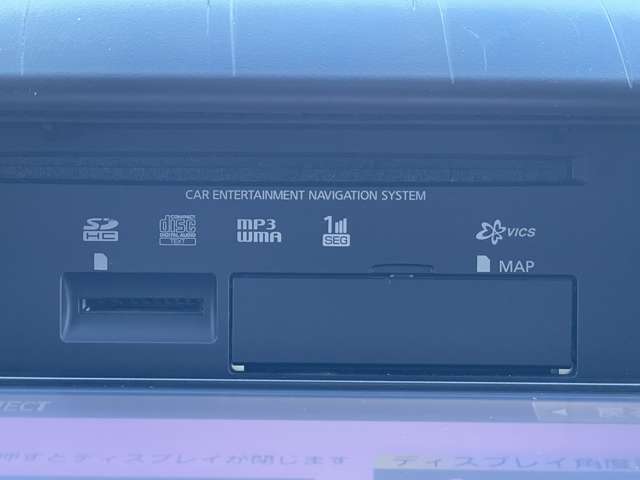 CAR ENTERTAINMENT NAVIGATION SYSTEM
SD HC COMPACT disc DIGITAL AUDIO TEXT MP3 WMA 1 SEG VICS
MAP
JECT
押すとディスプレイが閉じます ディスプレイ角度